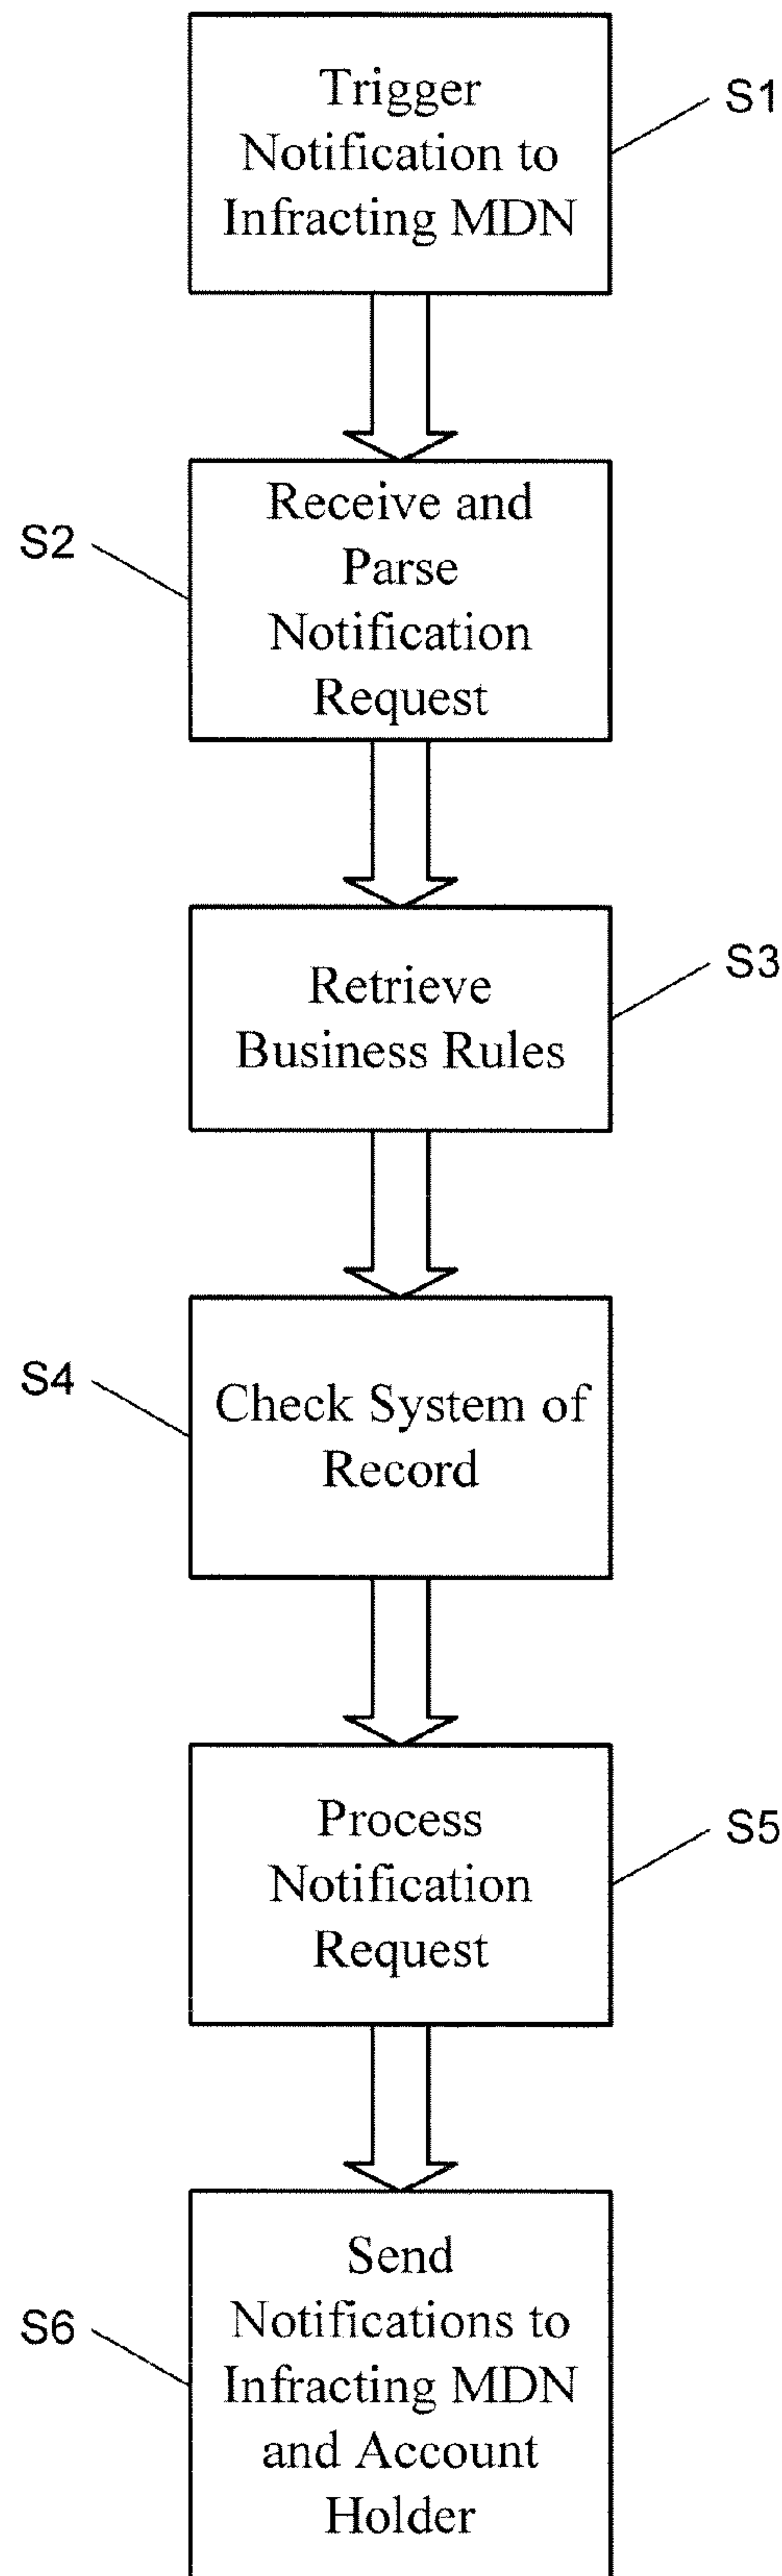 Trigger
Notification to
Infracting MDN
S1
Receive and
Parse
Notification
Request
S2
Retrieve
Business Rules
S3
Check System of
Record
S4
Process
Notification
Request
S5
Send
Notifications to
Infracting MDN
and Account
Holder
S6